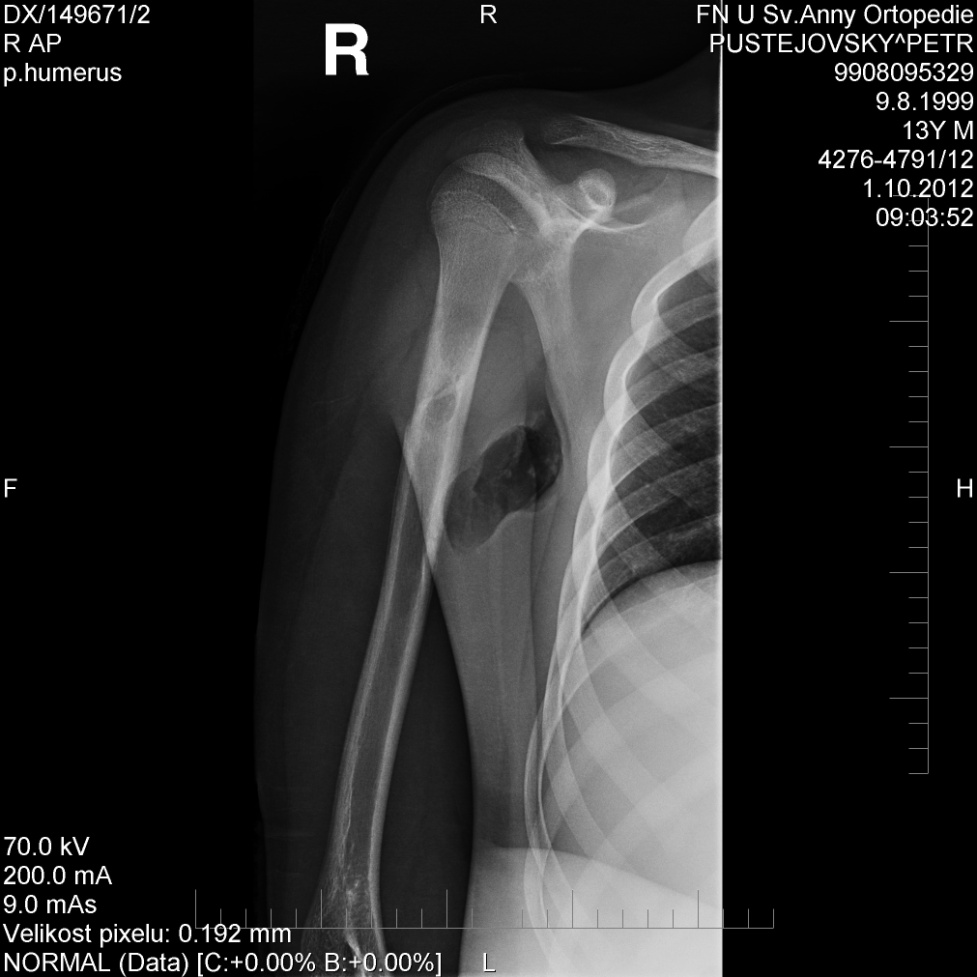 DX/149671/2
R AP
p.humerus
R
R
FN U Sv.Anny Ortopedie
PUSTEJOVSKY^PETR
9908095329
9.8.1999
13Y M
4276-4791/12
1.10.2012
09:03:52
F
H
70.0 kV
200.0 mA
9.0 mAs
Velikost pixelu: 0.192 mm
NORMAL (Data) [C:+0.00% B:+0.00%]
L